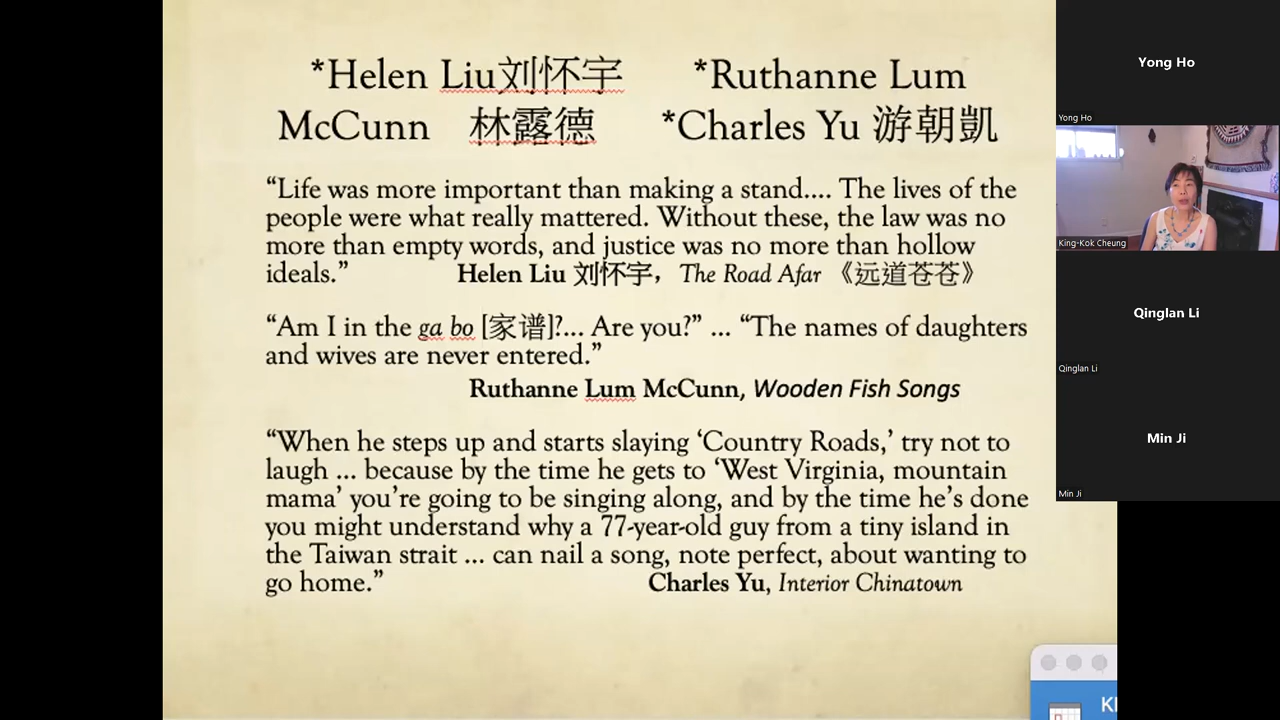 *Helen Liu刘怀宇 *Ruthanne Lum
McCunn 林露德 *Charles Yu 游朝凱
“Life was more important than making a stand.... The lives of the
people were what really mattered. Without these, the law was no
more than empty words, and justice was no more than hollow
ideals.” Helen Liu 刘怀宇， The Road Afar 《远道苍苍》
“Am I in the ga bo [家谱]?... Are you?” ... “The names of daughters
and wives are never entered.”
Ruthanne Lum McCunn, Wooden Fish Songs
“When he steps up and starts slaying ‘Country Roads,’ try not to
laugh ... because by the time he gets to ‘West Virginia, mountain
mama’ you’re going to be singing along, and by the time he’s done
you might understand why a 77-year-old guy from a tiny island in
the Taiwan strait ... can nail a song, note perfect, about wanting to
go home.” Charles Yu, Interior Chinatown
Yong Ho
Yong Ho
King-Kok Cheung
Qinglan Li
Qinglan Li
Min Ji
Min Ji